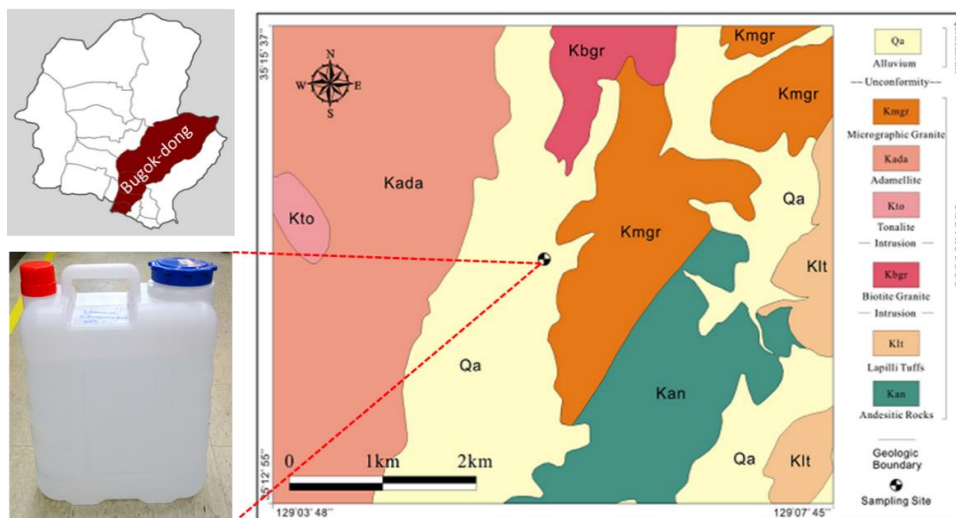 Bugok-dong
35˚15' 37"
35˚12' 55"
129˚03' 48"
129˚07' 45"
N
W E
S
Kbgr
Kmgr
Kmgr
Kada
Kto
Qa
Kmgr
Klt
Qa
Kan
Qa
Klt
0 1km 2km
Qa
Alluvium
Unconformity
Kmgr
Micrographic Granite
Kada
Adamellite
Kto
Tonalite
Intrusion
Kbgr
Biotite Granite
Intrusion
Klt
Lapilli Tuffs
Kan
Andesitic Rocks
Geologic
Boundary
Sampling Site